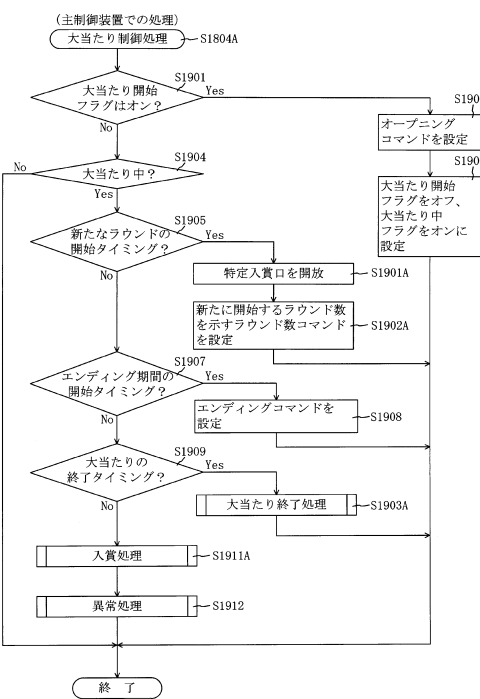 (主制御装置での処理)
大当たり制御処理
S1804A
S1901
大当たり開始
フラグはオン？
Yes
No
オープニング
コマンドを設定
大当たり開始
フラグをオフ、
大当たり中
フラグをオンに
設定
S1904
大当たり中？
No
Yes
S1905
新たなラウンドの
開始タイミング？
Yes
No
特定入賞口を開放
S1901A
新たに開始するラウンド数
を示すラウンド数コマンド
を設定
S1902A
S1907
エンディング期間の
開始タイミング？
Yes
No
エンディングコマンドを
設定
S1908
S1909
大当たりの
終了タイミング？
Yes
No
大当たり終了処理
S1903A
入賞処理
S1911A
異常処理
S1912
終 了